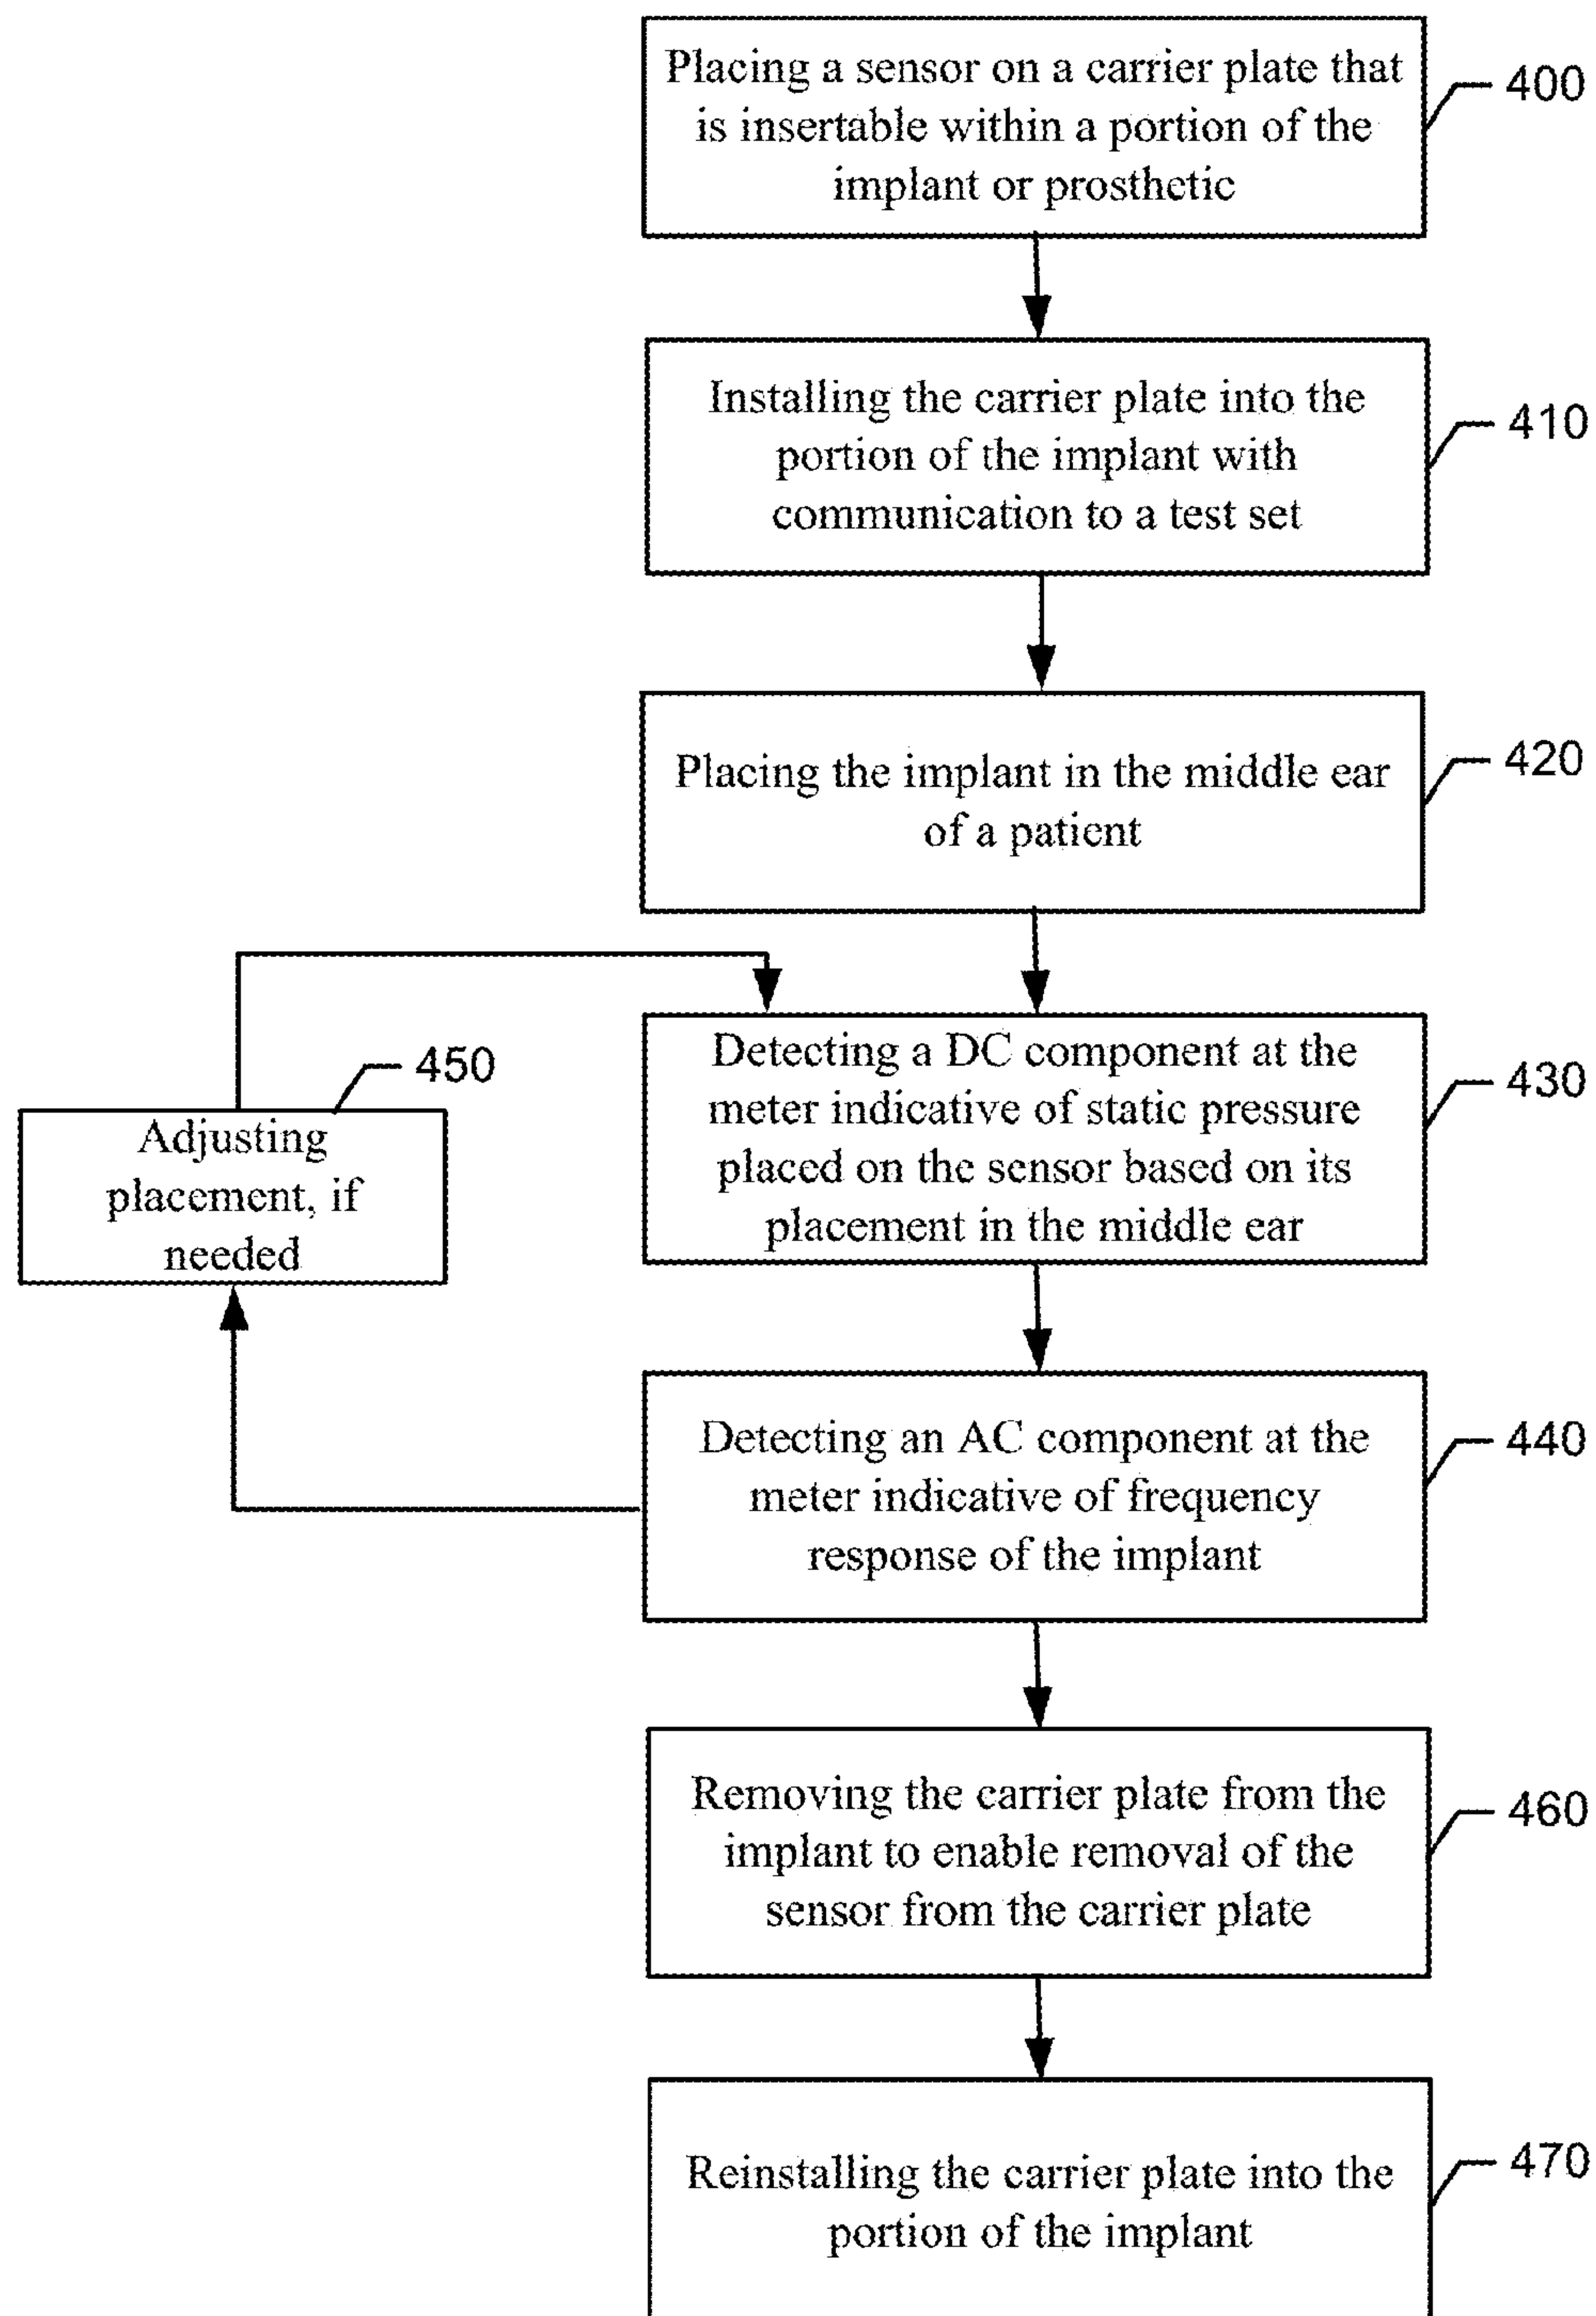 Placing a sensor on a carrier plate that
is insertable within a portion of the
implant or prosthetic
400
Installing the carrier plate into the
portion of the implant with
communication to a test set
410
Placing the implant in the middle ear
of a patient
420
Detecting a DC component at the
meter indicative of static pressure
placed on the sensor based on its
placement in the middle ear
430
450
Adjusting
placement, if
needed
Detecting an AC component at the
meter indicative of frequency
response of the implant
440
Removing the carrier plate from the
implant to enable removal of the
sensor from the carrier plate
460
Reinstalling the carrier plate into the
portion of the implant
470